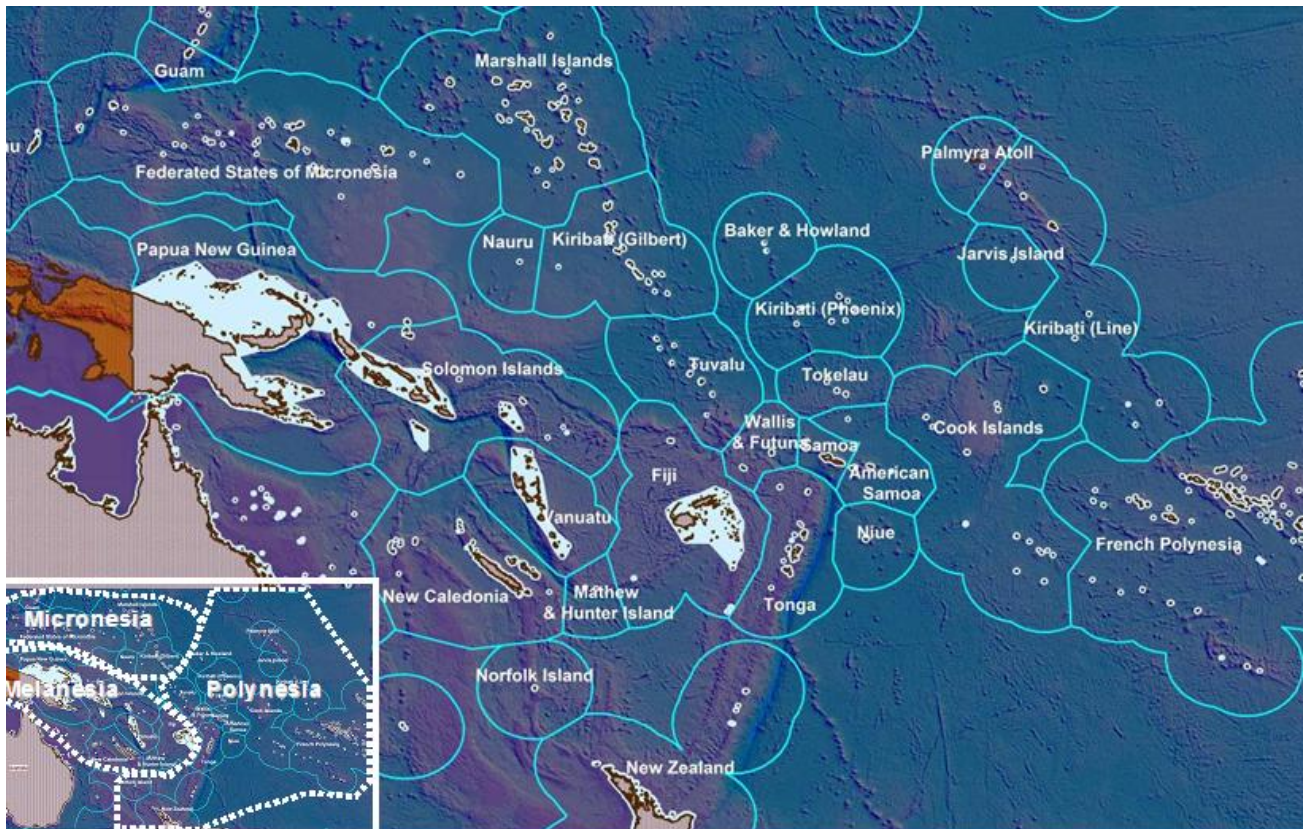 Guam
Marshall Islands
Palmyra Atoll
Federated States of Micronesia
Papua New Guinea
Nauru
Kiribati (Gilbert)
Baker & Howland
Jarvis Island
Kiribati (Phoenix)
Kiribati (Line)
Solomon Islands
Tuvalu
Tokelau
Wallis
& Futuna
Samoa
Cook Islands
Fiji
American
Samoa
Vanuatu
Niue
French Polynesia
New Caledonia
Mathew
& Hunter Island
Tonga
Norfolk Island
New Zealand
Micronesia
Melanesia
Polynesia